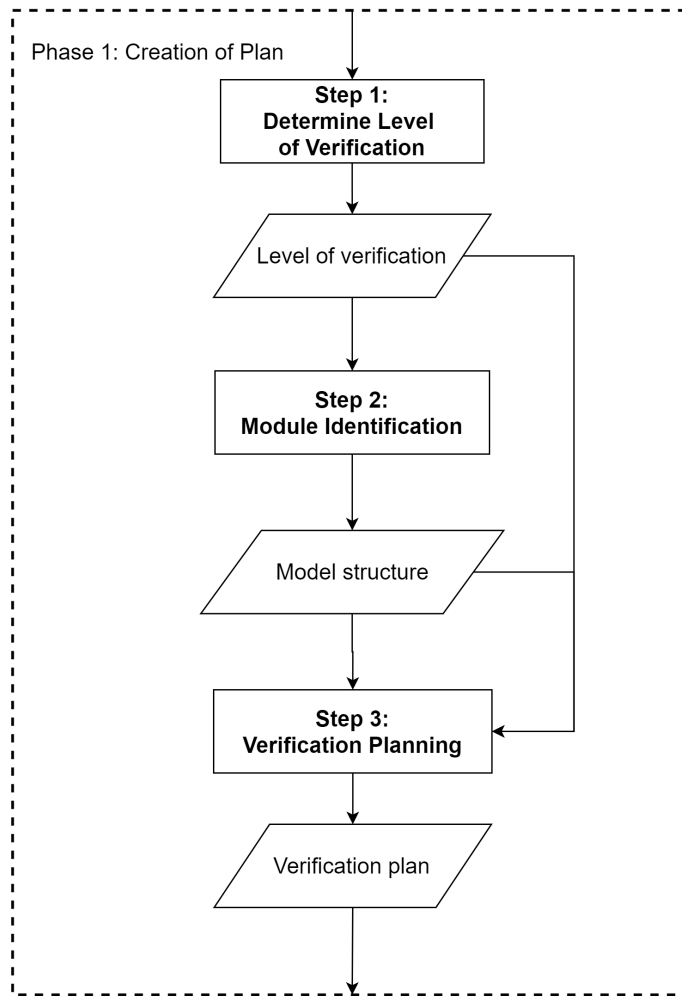 Phase 1: Creation of Plan
Step 1:
Determine Level
of Verification
Level of verification
Step 2:
Module Identification
Model structure
Step 3:
Verification Planning
Verification plan